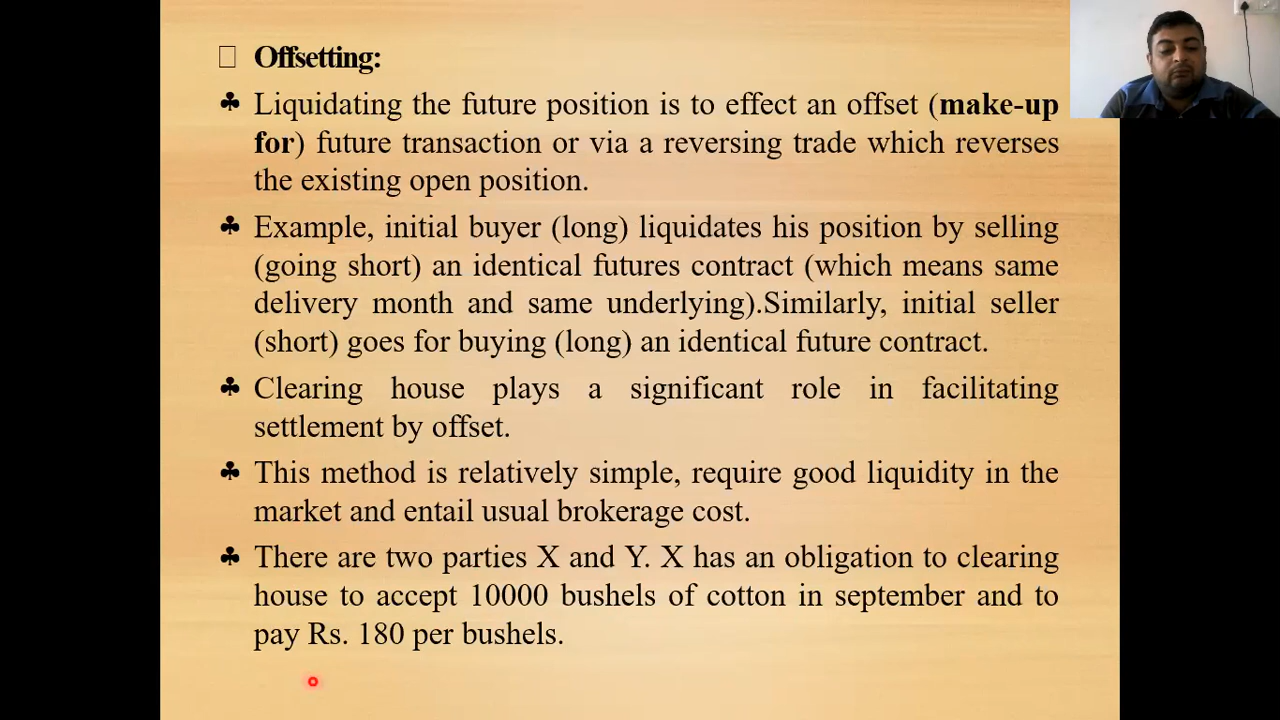 Offsetting:
♣ Liquidating the future position is to effect an offset (make-up
for) future transaction or via a reversing trade which reverses
the existing open position.
♣ Example, initial buyer (long) liquidates his position by selling
(going short) an identical futures contract (which means same
delivery month and same underlying).Similarly, initial seller
(short) goes for buying (long) an identical future contract.
♣ Clearing house plays a significant role in facilitating
settlement by offset.
♣ This method is relatively simple, require good liquidity in the
market and entail usual brokerage cost.
♣ There are two parties X and Y. X has an obligation to clearing
house to accept 10000 bushels of cotton in september and to
pay Rs. 180 per bushels.